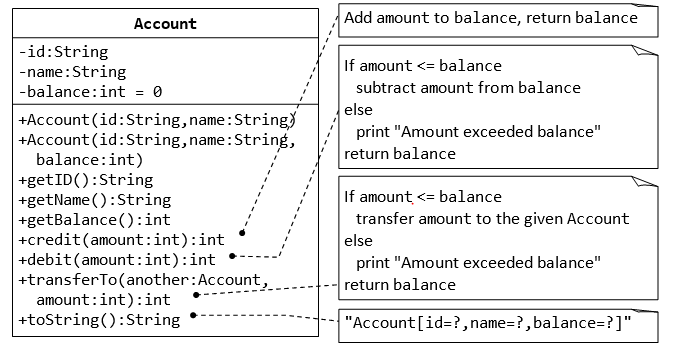 Account
-id:String
-name:String
-balance:int = 0
+Account(id:String,name:String)
+Account(id:String,name:String,
balance:int)
+getID():String
+getName():String
+getBalance():int
+credit(amount:int):int
+debit(amount:int):int
+transferTo(another:Account,
amount:int):int
+toString():String
Add amount to balance, return balance
If amount <= balance
subtract amount from balance
else
print "Amount exceeded balance"
return balance
If amount <= balance
transfer amount to the given Account
else
print "Amount exceeded balance"
return balance
"Account[id=?,name=?,balance=?]"